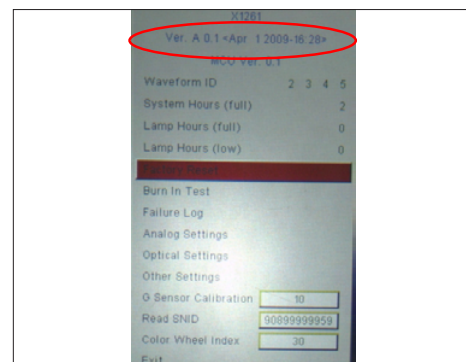 X1261
Ver. A 0.1 <Apr 1 2009-16:28>
MCU Ver. 0.1
Waveform ID 2 3 4 5
System Hours (full) 2
Lamp Hours (full) 0
Lamp Hours (low) 0
Factory Reset
Burn In Test
Failure Log
Analog Settings
Optical Settings
Other Settings
G Sensor Calibration 10
Read SNID 90899999959
Color Wheel Index 30
Exit